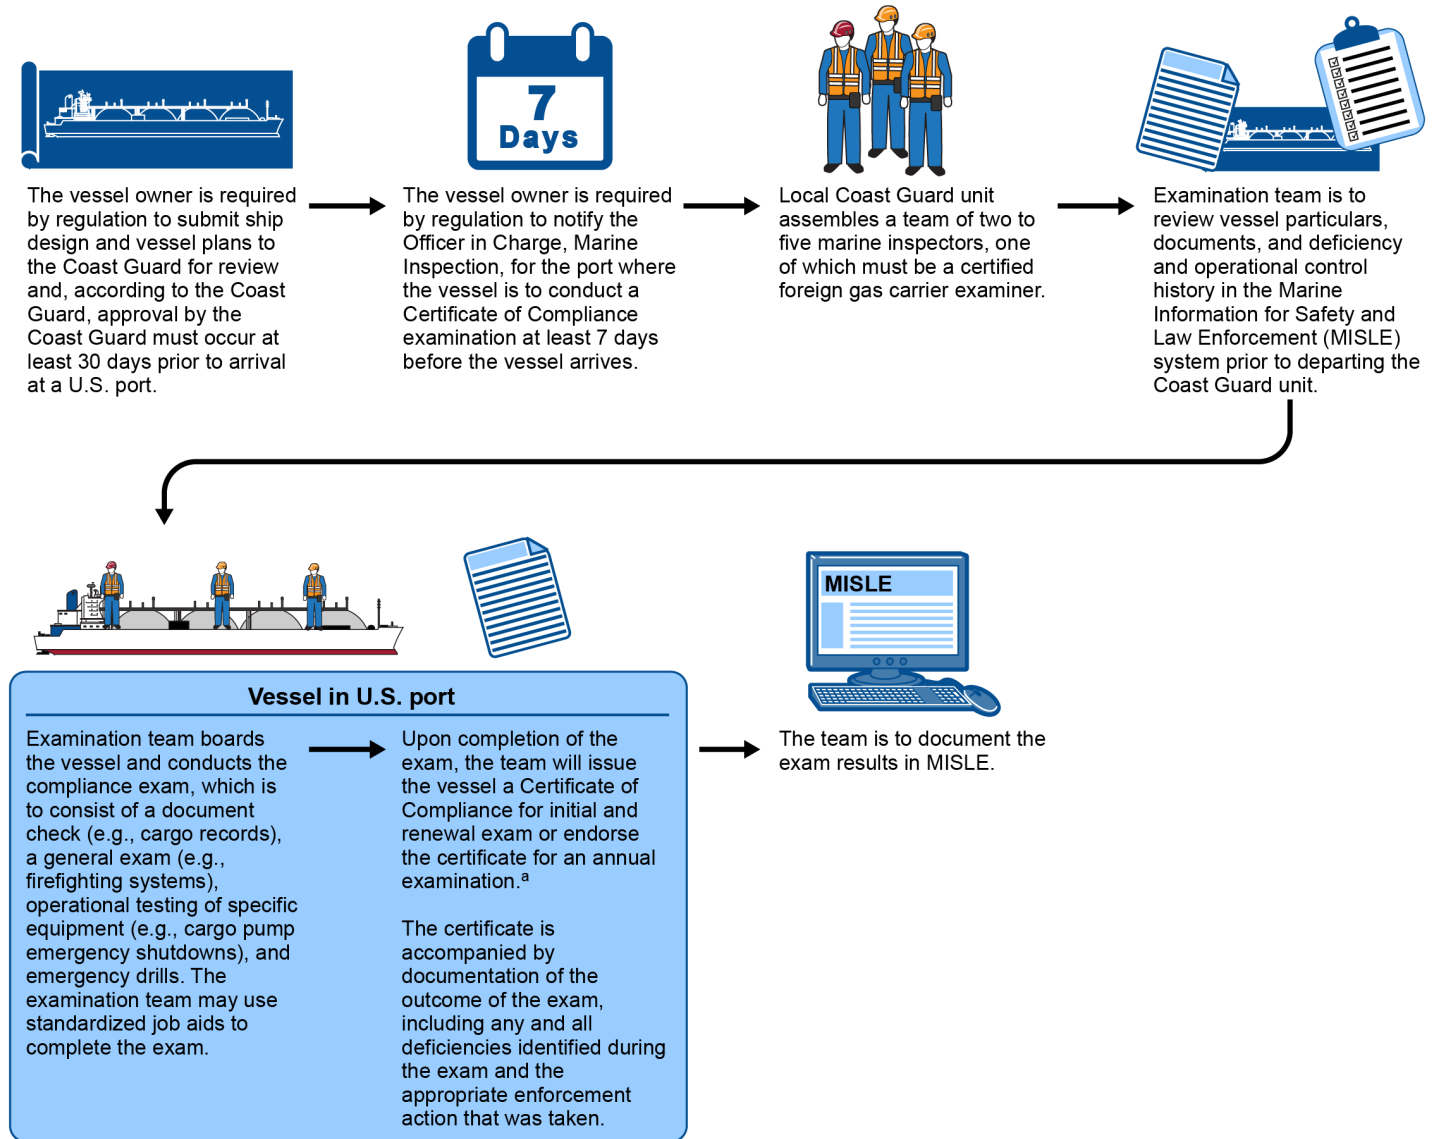 7
Days
The vessel owner is required
by regulation to submit ship
design and vessel plans to
the Coast Guard for review
and, according to the Coast
Guard, approval by the
Coast Guard must occur at
least 30 days prior to arrival
at a U.S. port.
The vessel owner is required
by regulation to notify the
Officer in Charge, Marine
Inspection, for the port where
the vessel is to conduct a
Certificate of Compliance
examination at least 7 days
before the vessel arrives.
Local Coast Guard unit
assembles a team of two to
five marine inspectors, one
of which must be a certified
foreign gas carrier examiner.
Examination team is to
review vessel particulars,
documents, and deficiency
and operational control
history in the Marine
Information for Safety and
Law Enforcement (MISLE)
system prior to departing the
Coast Guard unit.
MISLE
Vessel in U.S. port
Examination team boards
the vessel and conducts the
compliance exam, which is
to consist of a document
check (e.g., cargo records),
a general exam (e.g.,
firefighting systems),
operational testing of specific
equipment (e.g., cargo pump
emergency shutdowns), and
emergency drills. The
examination team may use
standardized job aids to
complete the exam.
Upon completion of the
exam, the team will issue
the vessel a Certificate of
Compliance for initial and
renewal exam or endorse
the certificate for an annual
examination.ª
The certificate is
accompanied by
documentation of the
outcome of the exam,
including any and all
deficiencies identified during
the exam and the
appropriate enforcement
action that was taken.
The team is to document the
exam results in MISLE.